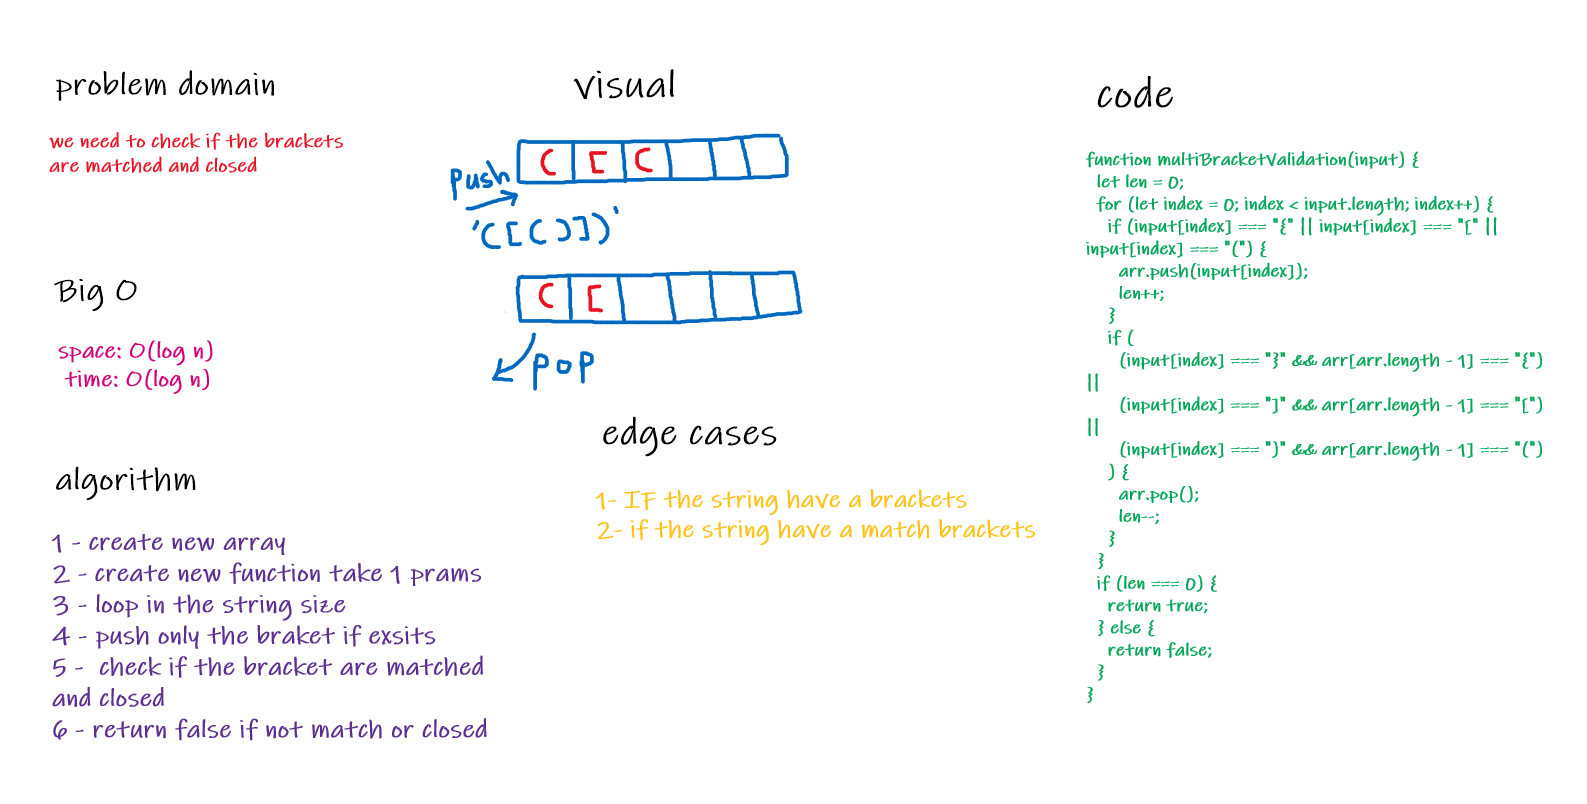 problem domain
we need to check if the brackets
are matched and closed
Big O
space: O(log n)
time: O(log n)
algorithm
1 - create new array
2 - create new function take 1 prams
3 - loop in the string size
4 - push only the braket if exsits
5 -  check if the bracket are matched
and closed
6 - return false if not match or closed
visual
( [ (
push
'([()])'
( [
pop
edge cases
1- IF the string have a brackets
2- if the string have a match brackets
code
function multiBracketValidation(input) {
let len = 0;
for (let index = 0; index < input.length; index++) {
if (input[index] === "{" || input[index] === "[" ||
input[index] === "(") {
arr.push(input[index]);
len++;
}
if (
(input[index] === "}" && arr[arr.length - 1] === "{")
||
(input[index] === "]" && arr[arr.length - 1] === "[")
||
(input[index] === ")" && arr[arr.length - 1] === "(")
) {
arr.pop();
len--;
}
}
if (len === 0) {
return true;
} else {
return false;
}
}